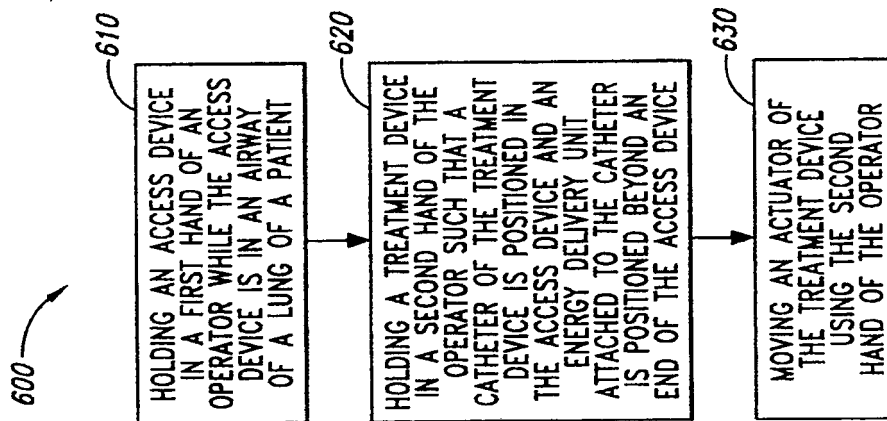 600
610
HOLDING AN ACCESS DEVICE
IN A FIRST HAND OF AN
OPERATOR WHILE THE ACCESS
DEVICE IS IN AN AIRWAY
OF A LUNG OF A PATIENT
620
HOLDING A TREATMENT DEVICE
IN A SECOND HAND OF THE
OPERATOR SUCH THAT A
CATHETER OF THE TREATMENT
DEVICE IS POSITIONED IN
THE ACCESS DEVICE AND AN
ENERGY DELIVERY UNIT
ATTACHED TO THE CATHETER
IS POSITIONED BEYOND AN
END OF THE ACCESS DEVICE
630
MOVING AN ACTUATOR OF
THE TREATMENT DEVICE
USING THE SECOND
HAND OF THE OPERATOR